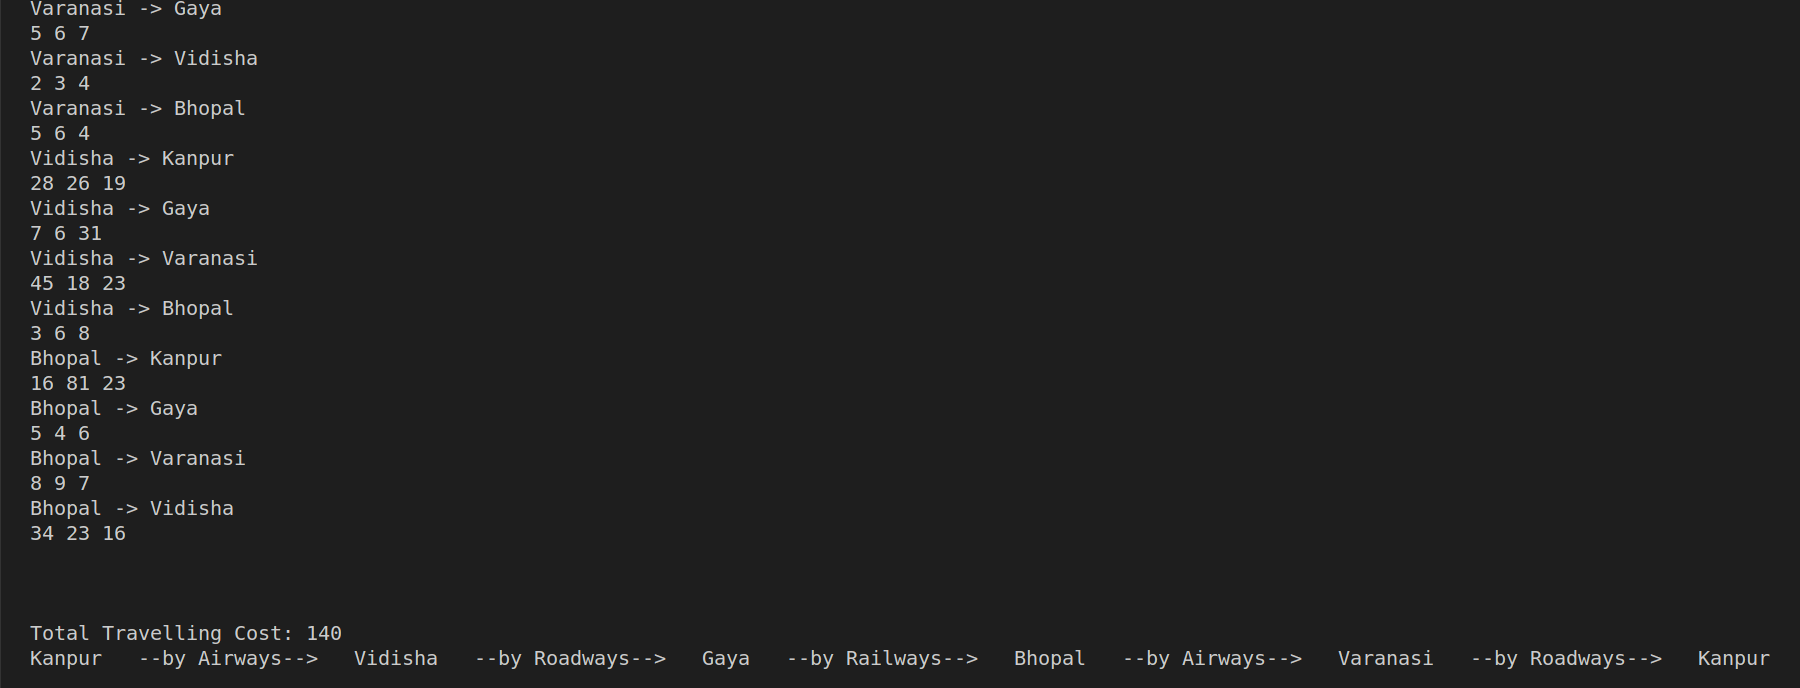 Varanasi -> Gaya
5 6 7
Varanasi -> Vidisha
2 3 4
Varanasi -> Bhopal
5 6 4
Vidisha -> Kanpur
28 26 19
Vidisha -> Gaya
7 6 31
Vidisha -> Varanasi
45 18 23
Vidisha -> Bhopal
3 6 8
Bhopal -> Kanpur
16 81 23
Bhopal -> Gaya
5 4 6
Bhopal -> Varanasi
8 9 7
Bhopal -> Vidisha
34 23 16
Total Travelling Cost: 140
Kanpur   --by Airways-->   Vidisha   --by Roadways-->   Gaya   --by Railways-->   Bhopal   --by Airways-->   Varanasi   --by Roadways-->   Kanpur